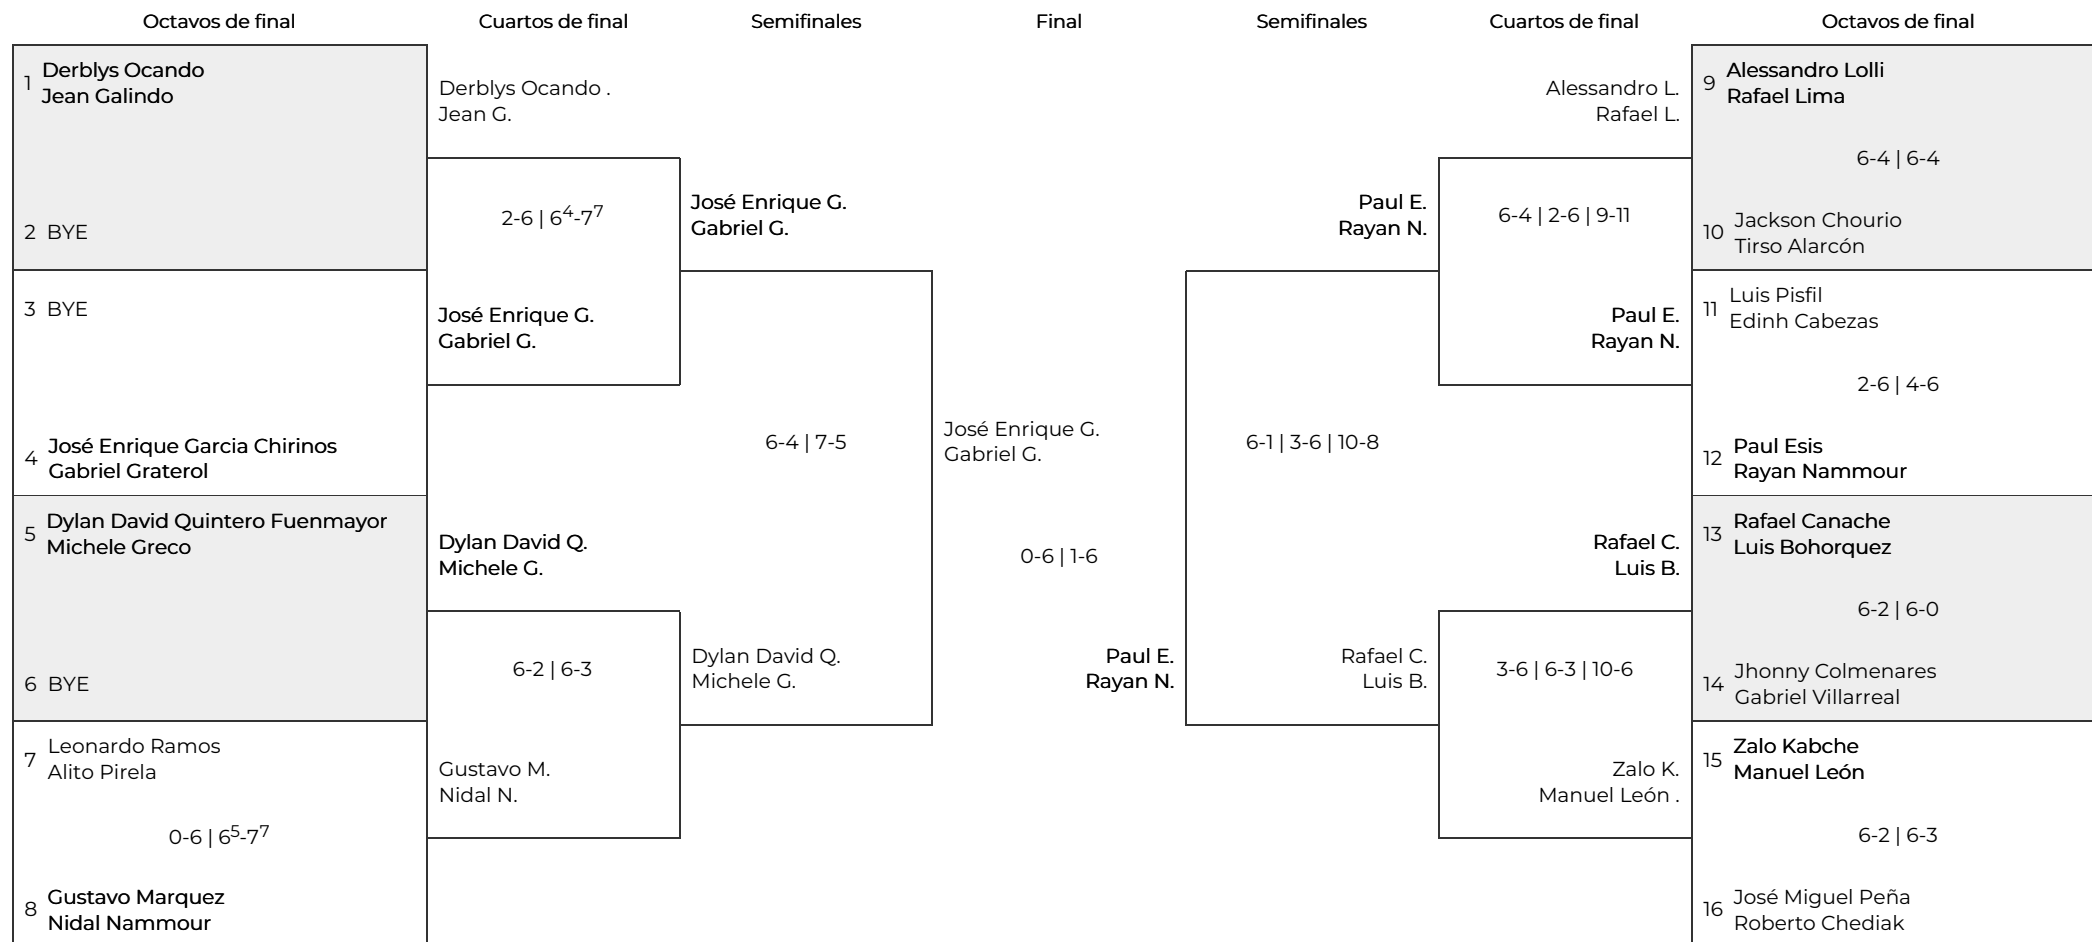 Octavos de final
Cuartos de final
Semifinales
Final
Semifinales
Cuartos de final
Octavos de final
1
Derblys Ocando
Jean Galindo
2 BYE
3 BYE
4
José Enrique Garcia Chirinos
Gabriel Graterol
5
Dylan David Quintero Fuenmayor
Michele Greco
6 BYE
7
Leonardo Ramos
Alito Pirela
0-6 | 6⁵-7⁷
8
Gustavo Marquez
Nidal Nammour
Derblys Ocando .
Jean G.
2-6 | 6⁴-7⁷
José Enrique G.
Gabriel G.
Dylan David Q.
Michele G.
6-2 | 6-3
Gustavo M.
Nidal N.
José Enrique G.
Gabriel G.
6-4 | 7-5
Dylan David Q.
Michele G.
José Enrique G.
Gabriel G.
0-6 | 1-6
Paul E.
Rayan N.
Paul E.
Rayan N.
6-1 | 3-6 | 10-8
Rafael C.
Luis B.
Alessandro L.
Rafael L.
6-4 | 2-6 | 9-11
Paul E.
Rayan N.
Rafael C.
Luis B.
3-6 | 6-3 | 10-6
Zalo K.
Manuel León .
9
Alessandro Lolli
Rafael Lima
6-4 | 6-4
10
Jackson Chourio
Tirso Alarcón
11
Luis Pisfil
Edinh Cabezas
2-6 | 4-6
12
Paul Esis
Rayan Nammour
13
Rafael Canache
Luis Bohorquez
6-2 | 6-0
14
Jhonny Colmenares
Gabriel Villarreal
15
Zalo Kabche
Manuel León
6-2 | 6-3
16
José Miguel Peña
Roberto Chediak